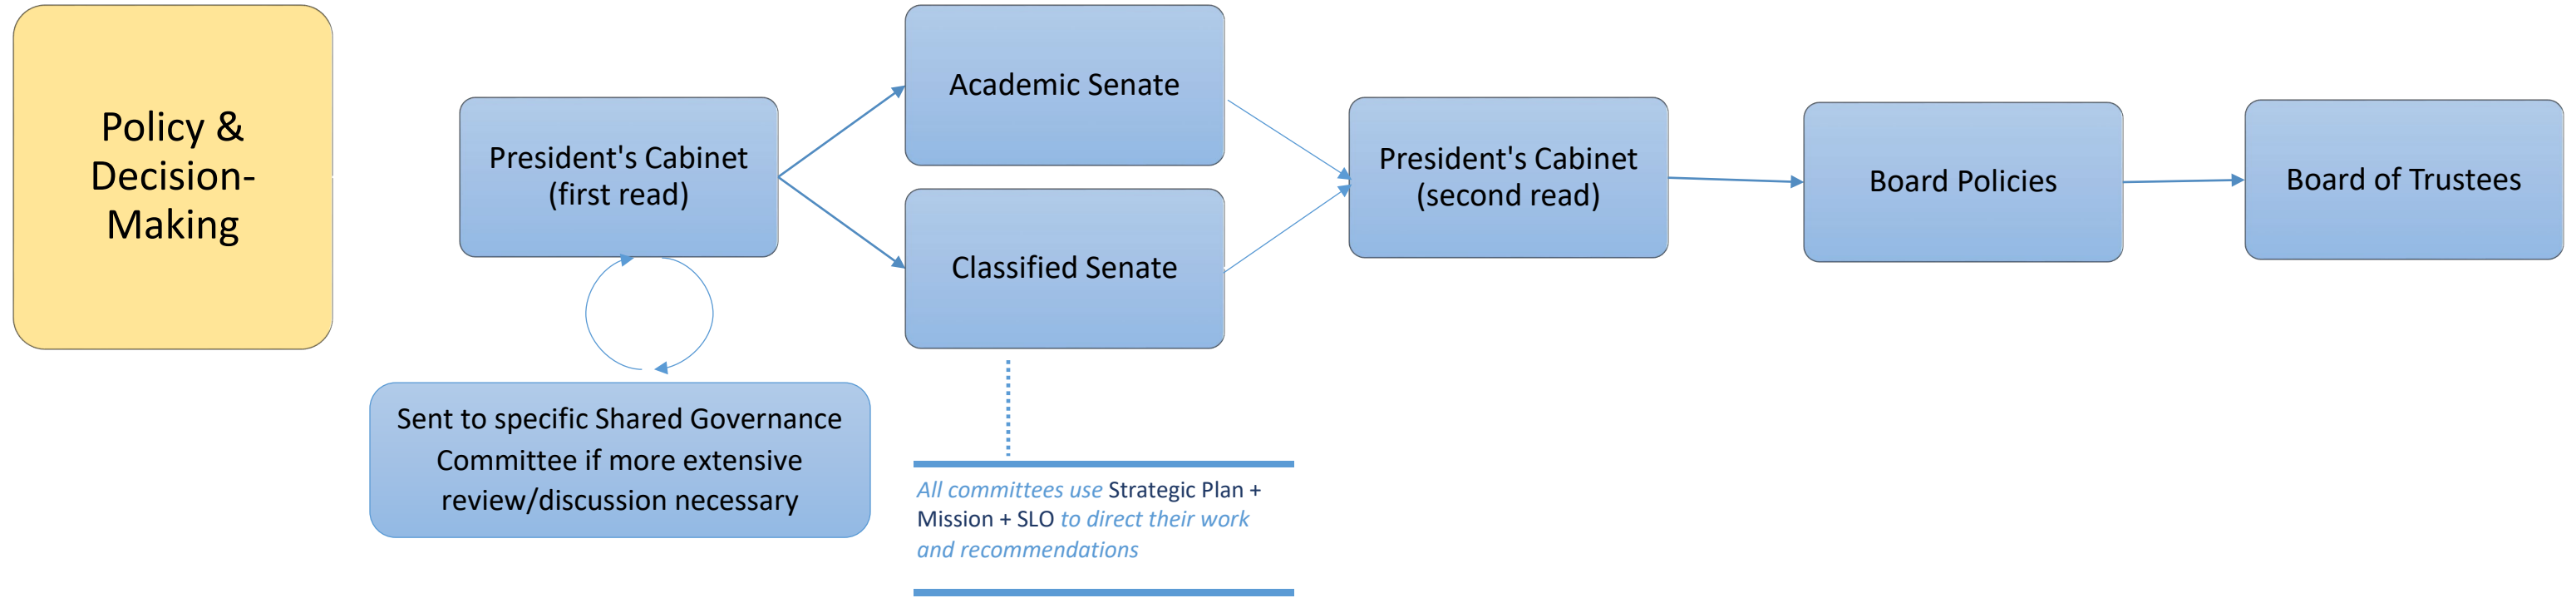 Policy &
Decision-
Making
President's Cabinet
(first read)
Sent to specific Shared Governance
Committee if more extensive
review/discussion necessary
Academic Senate
Classified Senate
All committees use Strategic Plan +
Mission + SLO to direct their work
and recommendations
President's Cabinet
(second read)
Board Policies
Board of Trustees